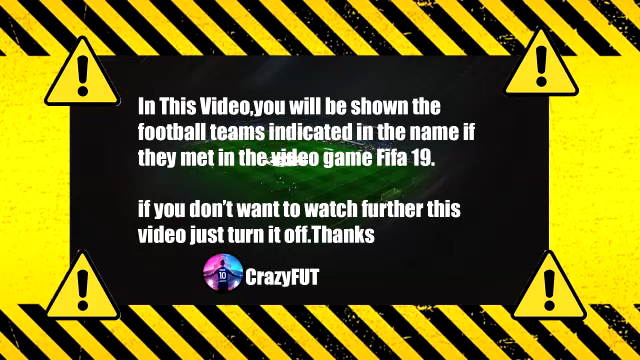 In This Video,you will be shown the
football teams indicated in the name if
they met in the video game Fifa 19.
if you don't want to watch further this
video just turn it off.Thanks
10
CrazyFUT